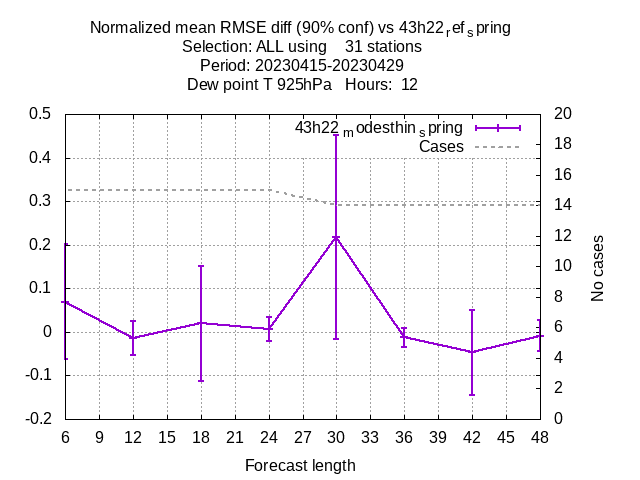 Normalized mean RMSE diff (90% conf) vs 43h22refspring
Selection: ALL using 31 stations
Period: 20230415-20230429
Dew point T 925hPa Hours: 12
43h22modesthinspring
Cases
0.5
0.4
0.3
0.2
0.1
0
-0.1
-0.2
20
18
16
14
12
10
8
6
4
2
0
No cases
6 9 12 15 18 21 24 27 30 33 36 39 42 45 48
Forecast length